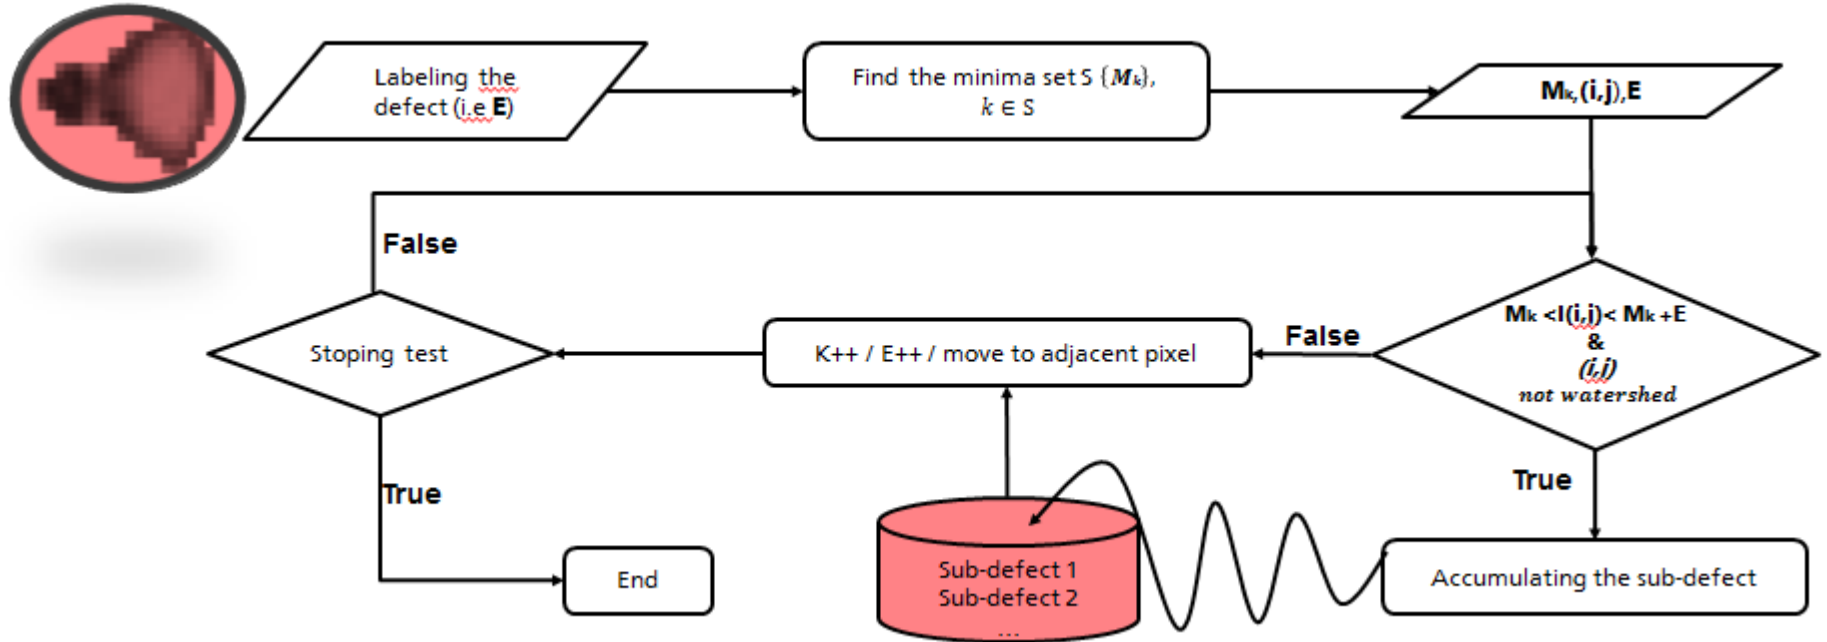 Labeling the
defect (i.e E)
Find the minima set S {Mk},
k ∈ S
Mk,(i,j),E
False
Mk <I(i,j)< Mk +E
&
(i,j)
not watershed
False
K++ / E++ / move to adjacent pixel
Stoping test
True
True
End
Sub-defect 1
Sub-defect 2
...
Accumulating the sub-defect